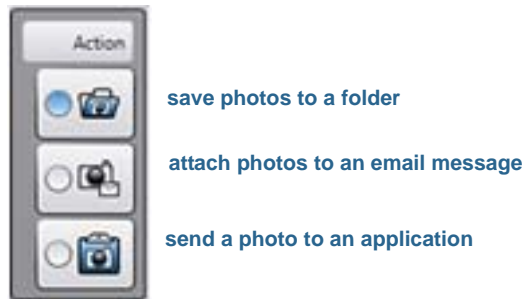 Action
save photos to a folder
attach photos to an email message
send a photo to an application